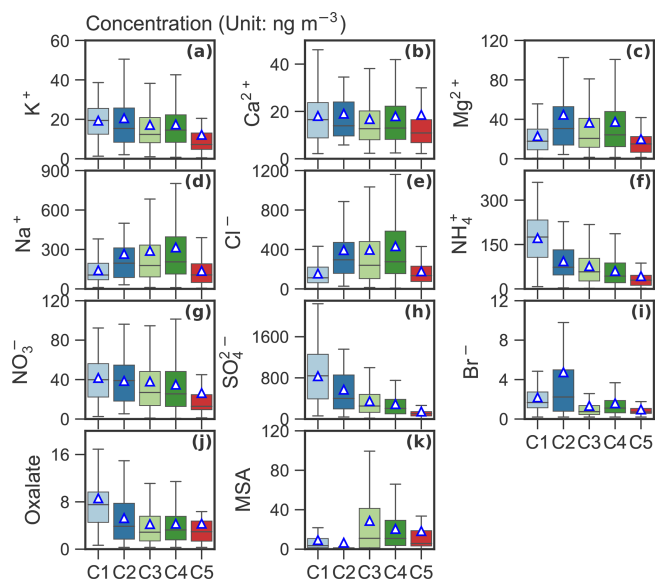 Concentration (Unit: ng m⁻³)
K⁺
60
40
20
0
(a)
Ca²⁺
50
40
20
0
(b)
Mg²⁺
120
80
40
0
(c)
Na⁺
900
600
300
0
(d)
Cl⁻
1200
800
400
0
(e)
NH₄⁺
300
150
0
(f)
NO₃⁻
120
80
40
0
(g)
SO₄²⁻
1600
800
0
(h)
Br⁻
12
8
4
0
(i)
C1 C2 C3 C4 C5
Oxalate
16
8
0
(j)
MSA
120
80
40
0
(k)
C1 C2 C3 C4 C5
C1 C2 C3 C4 C5